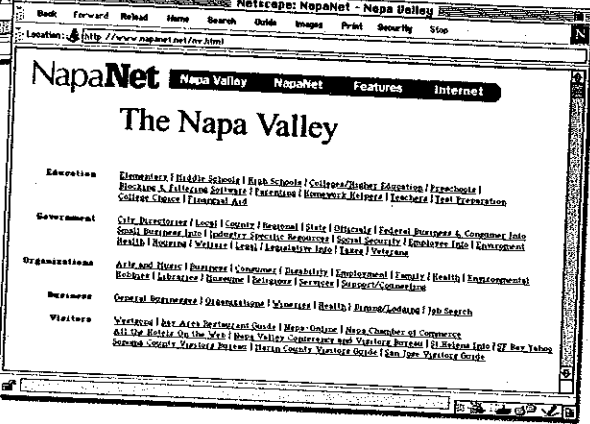 Netscape: NapaNet - Napa Valley
Back Forward Reload Home Search Guide Images Print Security Stop
Location: http://www.napanet.net/nv.html
NapaNet Napa Valley NapaNet Features Internet
The Napa Valley
Education Elementary | Middle Schools | High Schools | Colleges/Higher Education | Preschools |
Blocking & Filtering Software | Parenting | Homework Helpers | Teachers | Test Preparation
College Choice | Financial Aid
Government City Directories | Local | County | Regional | State | Officials | Federal Business & Consumer Info
Small Business Info | Industry Specific Resources | Social Security | Employee Info | Enviroment
Health | Housing | Welfare | Legal | Legislative Info | Taxes | Veterans
Organizations Arts and Music | Business | Consumer | Disability | Employment | Family | Health | Environmental
Hobbies | Libraries | Museums | Religious | Services | Support/Counseling
Business General Businesses | Organizations | Wineries | Health | Dining/Lodging | Job Search
Visitors Westsong | Bay Area Restaurant Guide | Napa-Online | Napa Chamber of Commerce
All the Hotels On the Web | Napa Valley Conference and Visitors Bureau | St Helena Info | SF Bay Yahoo
Sonoma County Visitors Bureau | Marin County Visitors Guide | San Jose Visitors Guide